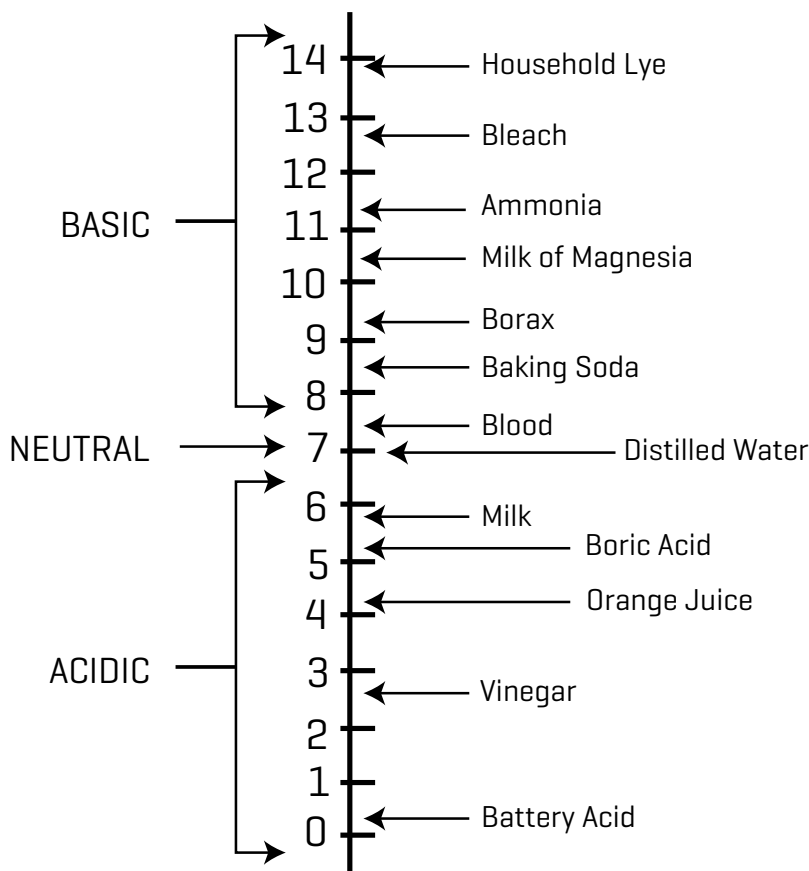 14
Household Lye
13
Bleach
12
Ammonia
11
BASIC
Milk of Magnesia
10
Borax
9
Baking Soda
8
Blood
NEUTRAL
7
Distilled Water
6
Milk
Boric Acid
5
Orange Juice
4
ACIDIC
3
Vinegar
2
1
Battery Acid
0